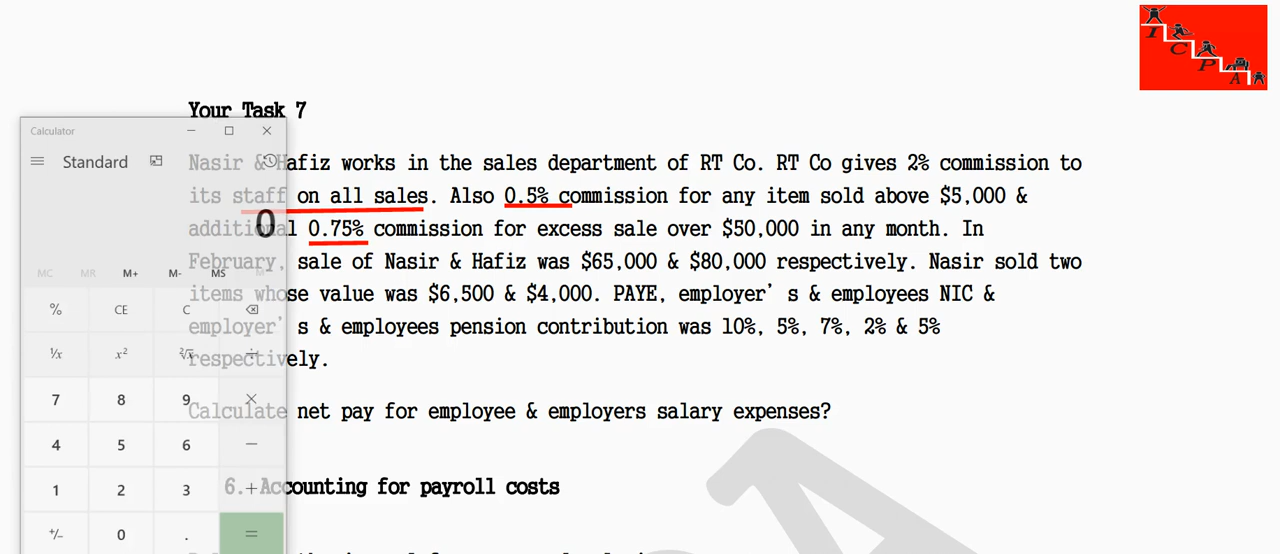 I C P A
Your Task 7
Calculator
Standard
Nasir & Hafiz works in the sales department of RT Co. RT Co gives 2% commission to
its staff on all sales. Also 0.5% commission for any item sold above $5,000 &
0
additional 0.75% commission for excess sale over $50,000 in any month. In
MC MR M+ M- MS M
February, sale of Nasir & Hafiz was $65,000 & $80,000 respectively. Nasir sold two
items whose value was $6,500 & $4,000. PAYE, employer's & employees NIC &
% CE C
employer's & employees pension contribution was 10%, 5%, 7%, 2% & 5%
¹/x x² ²√x ÷
respectively.
7 8 9 ×
Calculate net pay for employee & employers salary expenses?
4 5 6 −
1 2 3 +
6. Accounting for payroll costs
+/− 0 . =